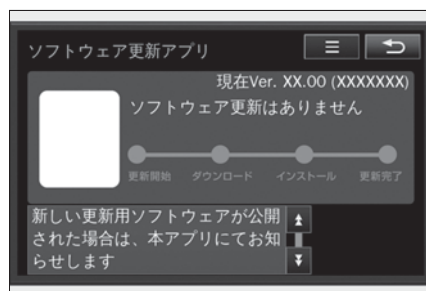 ソフトウェア更新アプリ
現在Ver. XX.00 (XXXXXXX)
ソフトウェア更新はありません
更新開始 ダウンロード インストール 更新完了
新しい更新用ソフトウェアが公開
された場合は、本アプリにてお知
らせします